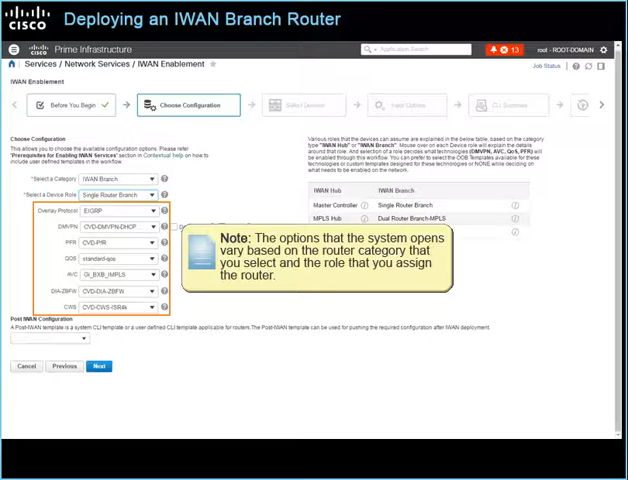 CISCO
Deploying an IWAN Branch Router
CISCO
Prime Infrastructure
Application Search
13
root - ROOT-DOMAIN
Services / Network Services / IWAN Enablement
Job Status
IWAN Enablement
Before You Begin
Choose Configuration
Select Devices
Input Options
CLI Summary
Choose Configuration
This allows you to choose the available configuration options. Please refer
'Prerequisites for Enabling IWAN Services' section in Contextual help on how to
include user-defined templates in the workflow.
Various roles that the devices can assume are explained in the below table, based on the category
type "IWAN Hub" or "IWAN Branch". Mouse over on each Device role will explain the details
around that role. And selection of a role decides what technologies (DMVPN, AVC, QoS, PFR) will
be enabled through this workflow. You can prefer to select the OOB Templates available for these
technologies or custom templates designed for these technologies or NONE while deciding on
what needs to be enabled on the network.
*Select a Category
IWAN Branch
*Select a Device Role
Single Router Branch
Overlay Protocol
EIGRP
DMVPN
CVD-DMVPN-DHCP...
PFR
CVD-PfR
QOS
standard-qos
AVC
Gi_BXB_IMPLS
DIA-ZBFW
CVD-DIA-ZBFW
CWS
CVD-CWS-ISR4k
IWAN Hub
IWAN Branch
Master Controller
Single Router Branch
MPLS Hub
Dual Router Branch-MPLS
Note: The options that the system opens
vary based on the router category that
you select and the role that you assign
the router.
Post IWAN Configuration
A Post-IWAN template is a system CLI template or a user defined CLI template applicable for routers.The Post-IWAN template can be used for pushing the required configuration after IWAN deployment
Cancel
Previous
Next